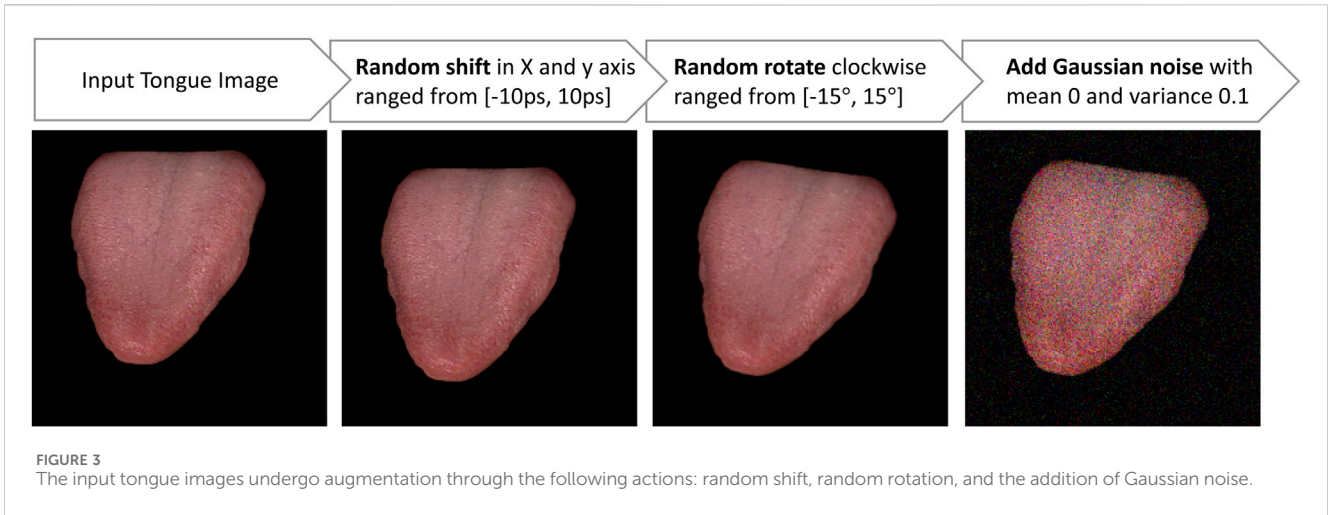 Input Tongue Image
Random shift in X and y axis
ranged from [-10ps, 10ps]
Random rotate clockwise
ranged from [-15°, 15°]
Add Gaussian noise with
mean 0 and variance 0.1
FIGURE 3
The input tongue images undergo augmentation through the following actions: random shift, random rotation, and the addition of Gaussian noise.